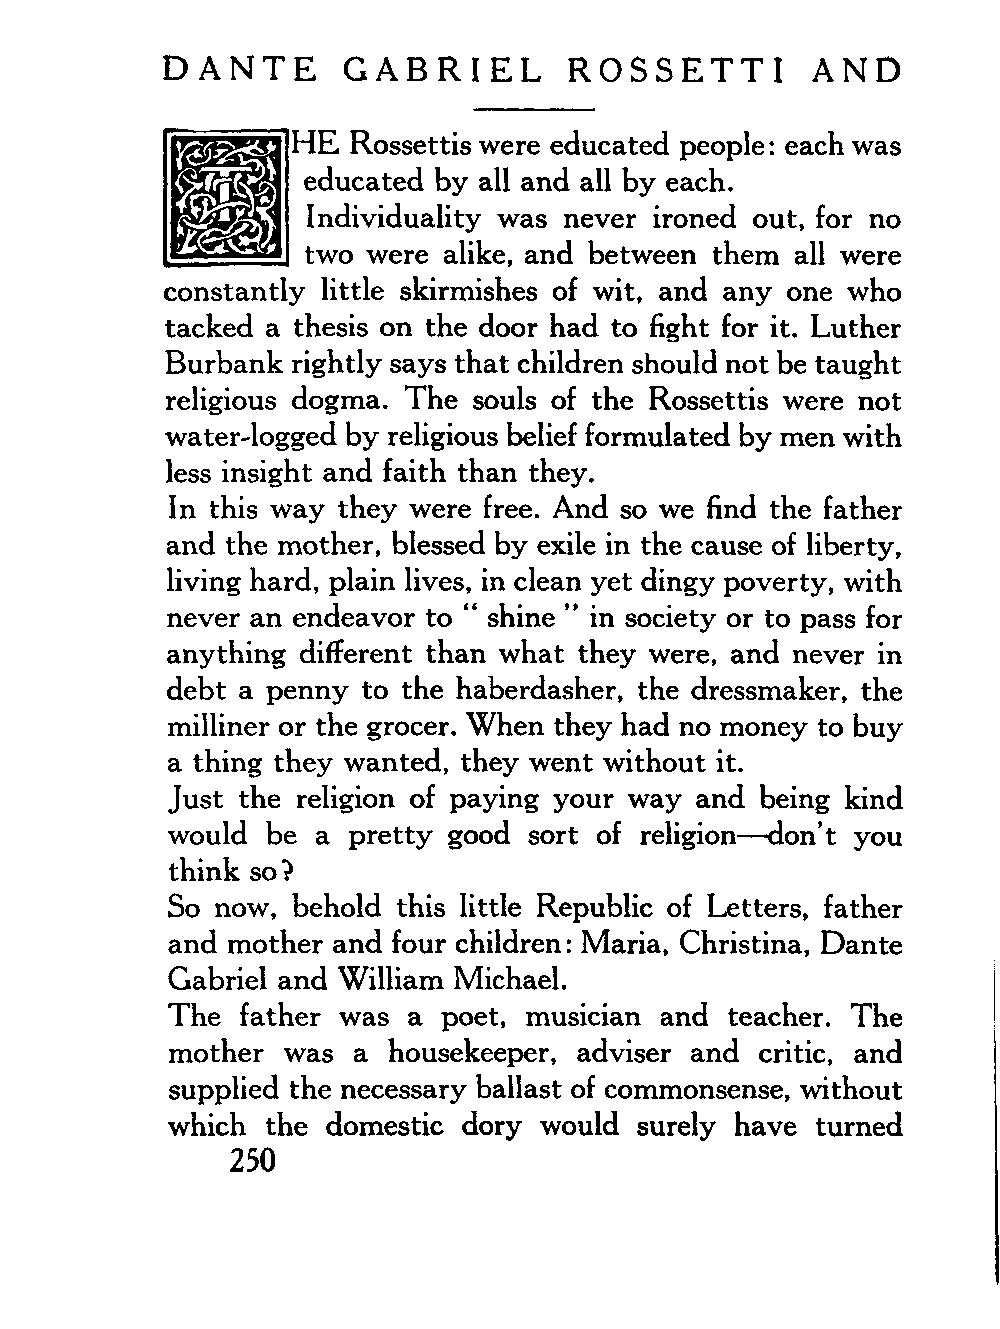 DANTE GABRIEL ROSSETTI AND
THE Rossettis were educated people: each was
educated by all and all by each.
Individuality was never ironed out, for no
two were alike, and between them all were
constantly little skirmishes of wit, and any one who
tacked a thesis on the door had to fight for it. Luther
Burbank rightly says that children should not be taught
religious dogma. The souls of the Rossettis were not
water-logged by religious belief formulated by men with
less insight and faith than they.
In this way they were free. And so we find the father
and the mother, blessed by exile in the cause of liberty,
living hard, plain lives, in clean yet dingy poverty, with
never an endeavor to “ shine ” in society or to pass for
anything different than what they were, and never in
debt a penny to the haberdasher, the dressmaker, the
milliner or the grocer. When they had no money to buy
a thing they wanted, they went without it.
Just the religion of paying your way and being kind
would be a pretty good sort of religion—don't you
think so?
So now, behold this little Republic of Letters, father
and mother and four children: Maria, Christina, Dante
Gabriel and William Michael.
The father was a poet, musician and teacher. The
mother was a housekeeper, adviser and critic, and
supplied the necessary ballast of commonsense, without
which the domestic dory would surely have turned
250